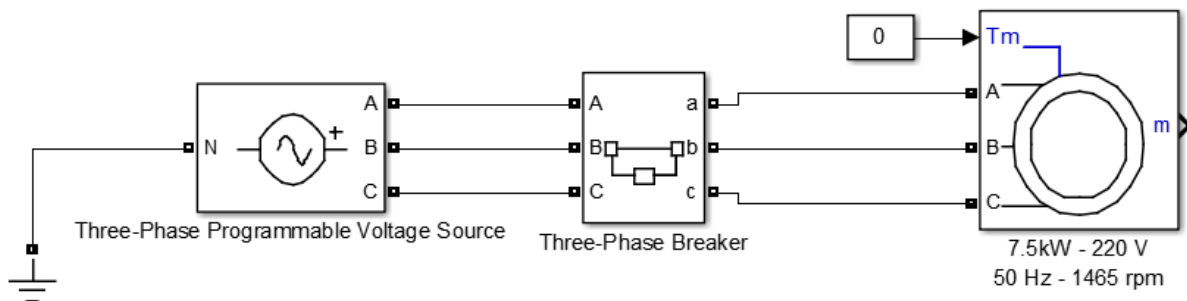 0
Tm
A
B
C
m
N
A
B
C
+
A
B
C
a
b
c
Three-Phase Programmable Voltage Source
Three-Phase Breaker
7.5kW - 220 V
50 Hz - 1465 rpm